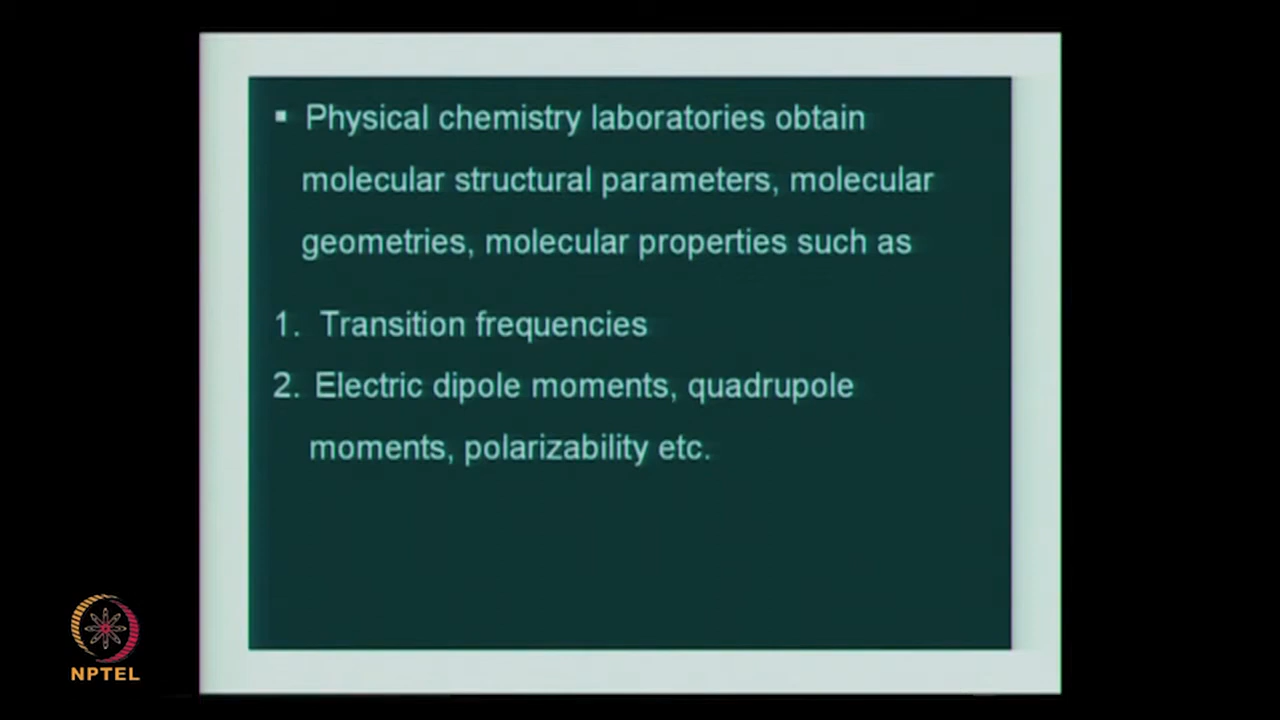 ▪ Physical chemistry laboratories obtain
molecular structural parameters, molecular
geometries, molecular properties such as
1. Transition frequencies
2. Electric dipole moments, quadrupole
moments, polarizability etc.
NPTEL